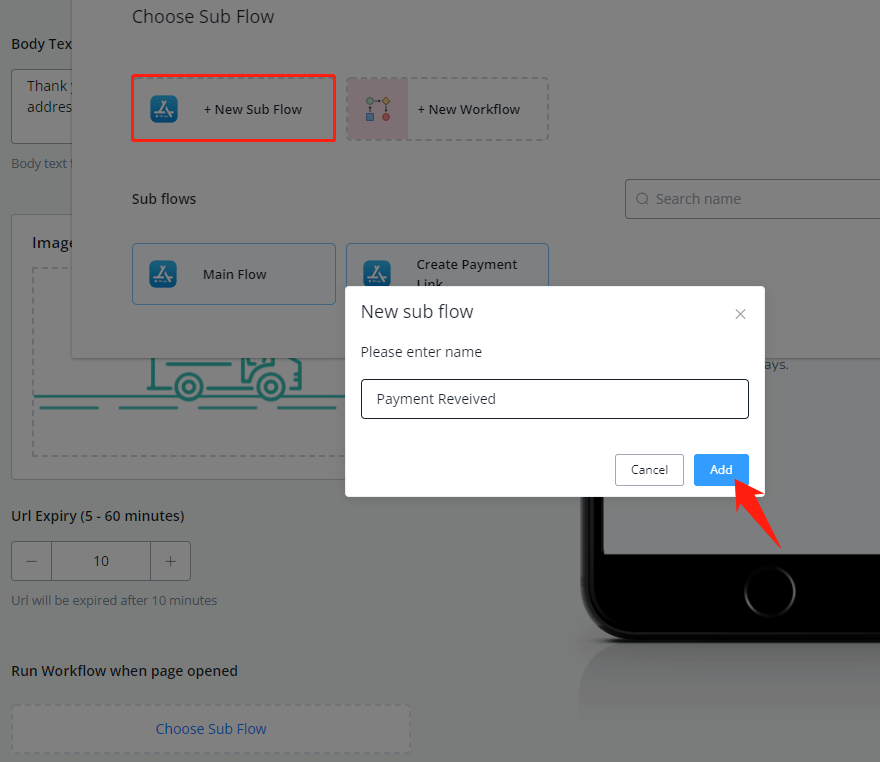 Choose Sub Flow
Body Tex
Thank
addres
Body text
+ New Sub Flow
+ New Workflow
Sub flows
Search name
Image
Main Flow
Create Payment
Link
New sub flow
Please enter name
Payment Reveived
Cancel
Add
ays.
Url Expiry (5 - 60 minutes)
10
Url will be expired after 10 minutes
Run Workflow when page opened
Choose Sub Flow